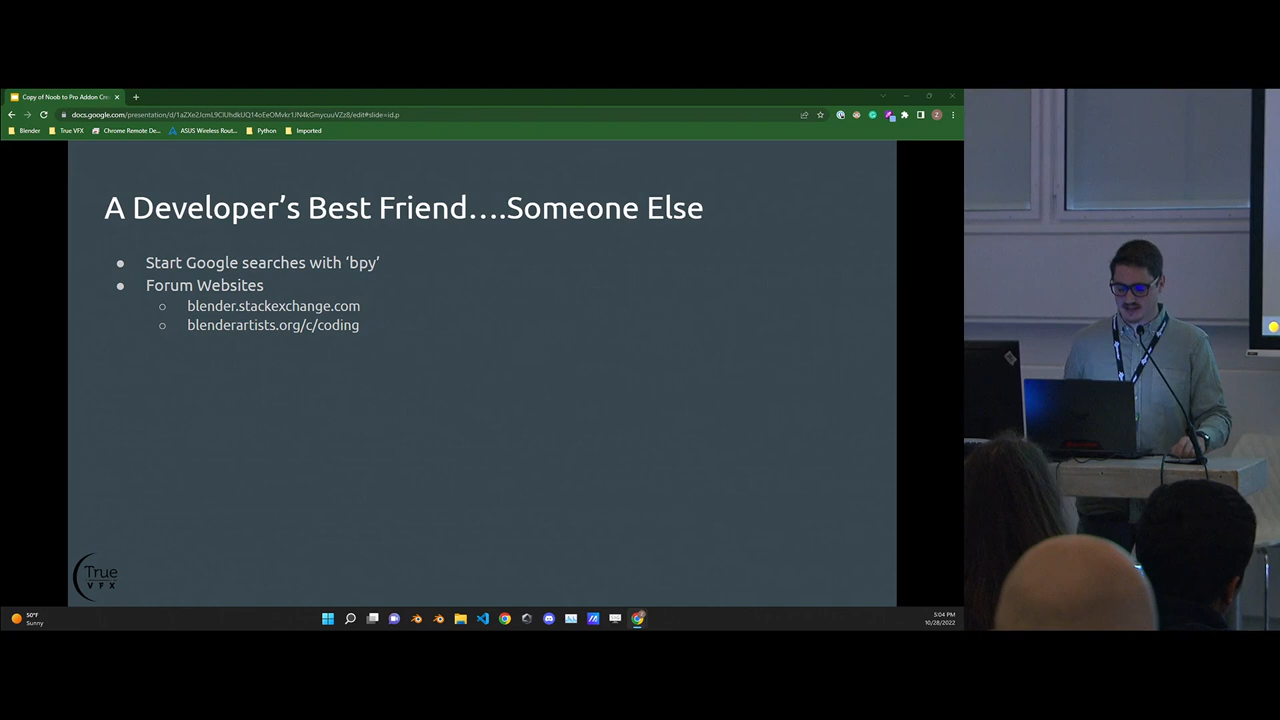 Copy of Noob to Pro Addon Cre
docs.google.com/presentation/d/1aZXe2JcmL9ClUhdkUQ14oEeOMvkr1JN4kGmycuuVZz8/edit#slide=id.p
Blender
True VFX
Chrome Remote De...
ASUS Wireless Rout...
Python
Imported
A Developer’s Best Friend....Someone Else
Start Google searches with ‘bpy’
Forum Websites
blender.stackexchange.com
blenderartists.org/c/coding
True
VFX
50°F
Sunny
5:04 PM
10/28/2022